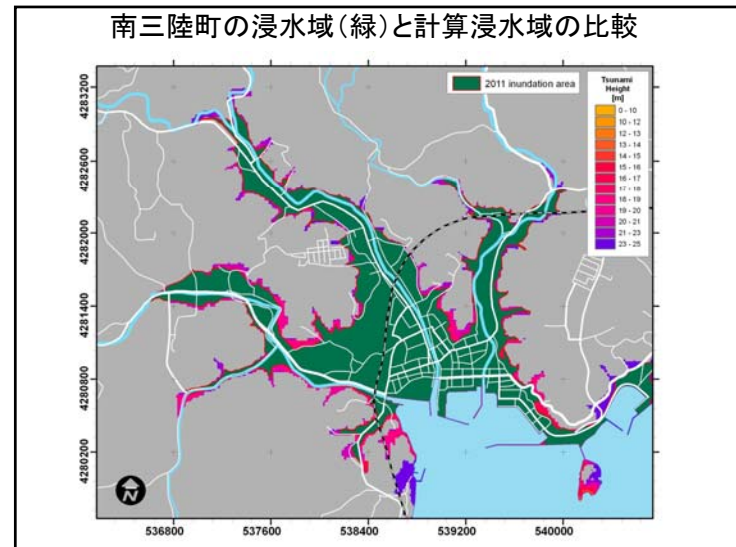 南三陸町の浸水域(緑)と計算浸水域の比較
2011 inundation area
Tsunami
Height
[m]
0 - 10
10 - 12
12 - 13
13 - 14
14 - 15
15 - 16
16 - 17
17 - 18
18 - 19
19 - 20
20 - 21
21 - 23
23 - 25
4283200
4282600
4282000
4281400
4280800
4280200
N
536800
537600
538400
539200
540000